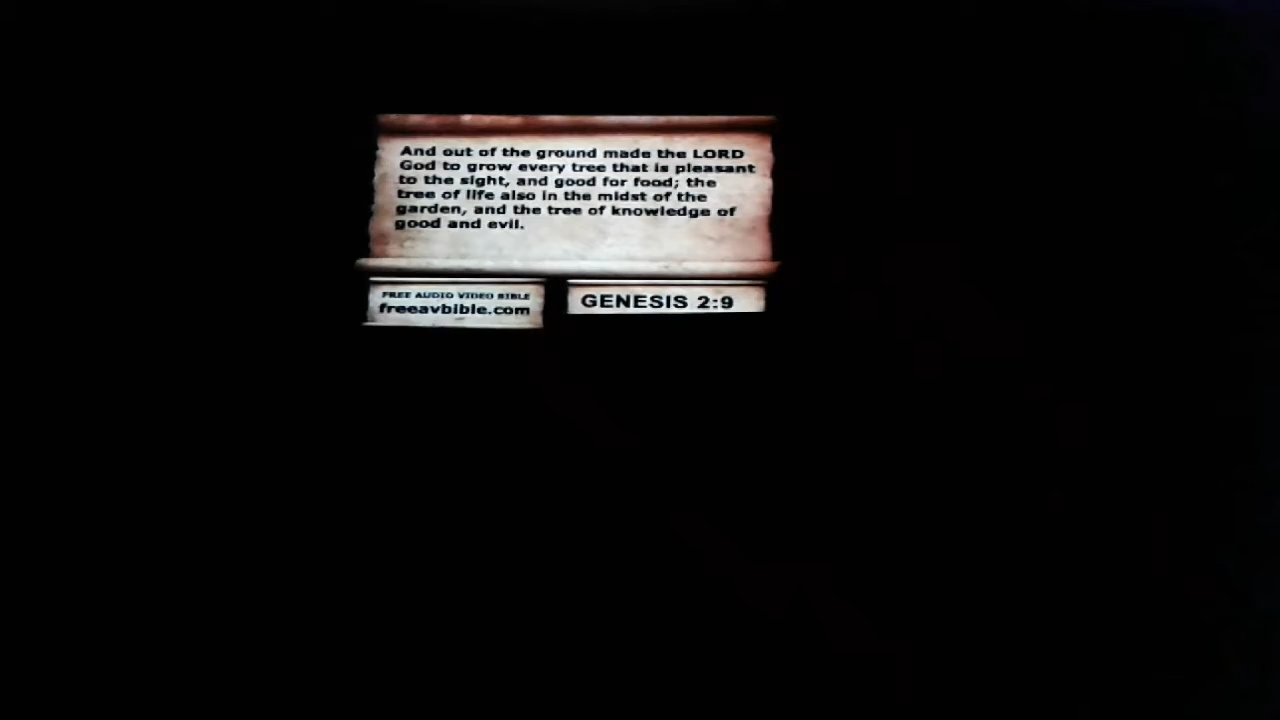 And out of the ground made the LORD
God to grow every tree that is pleasant
to the sight, and good for food; the
tree of life also in the midst of the
garden, and the tree of knowledge of
good and evil.
FREE AUDIO VIDEO BIBLE
freeavbible.com
GENESIS 2:9